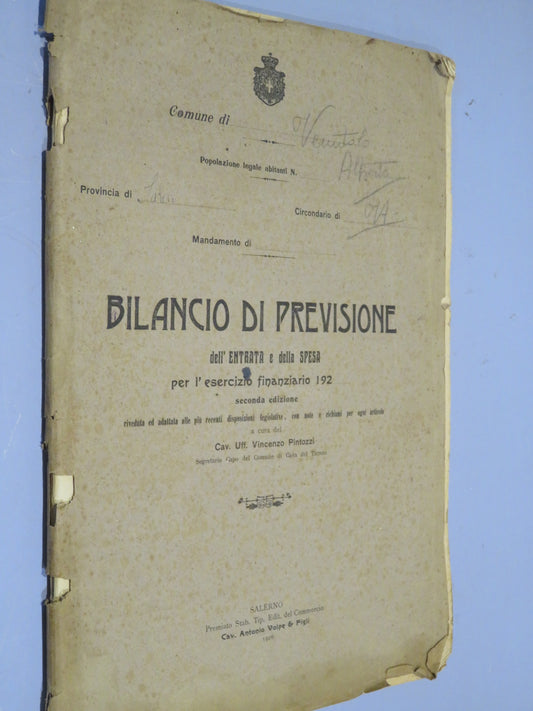 Comune di
Popolazione legale abitanti N.
Provincia di
Circondario di
Mandamento di
BILANCIO DI PREVISIONE
dell' ENTRATA e della SPESA
per l' esercizio finanziario 192
seconda edizione
riveduta ed adattata alle più recenti disposizioni legislative, con note e richiami per ogni articolo
a cura del
Cav. Uff. Vincenzo Pintozzi
Segretario Capo del Comune di Cava dei Tirreni
SALERNO
Premiato Stab. Tip. Edit. del Commercio
Cav. Antonio Volpe & Figli
1926